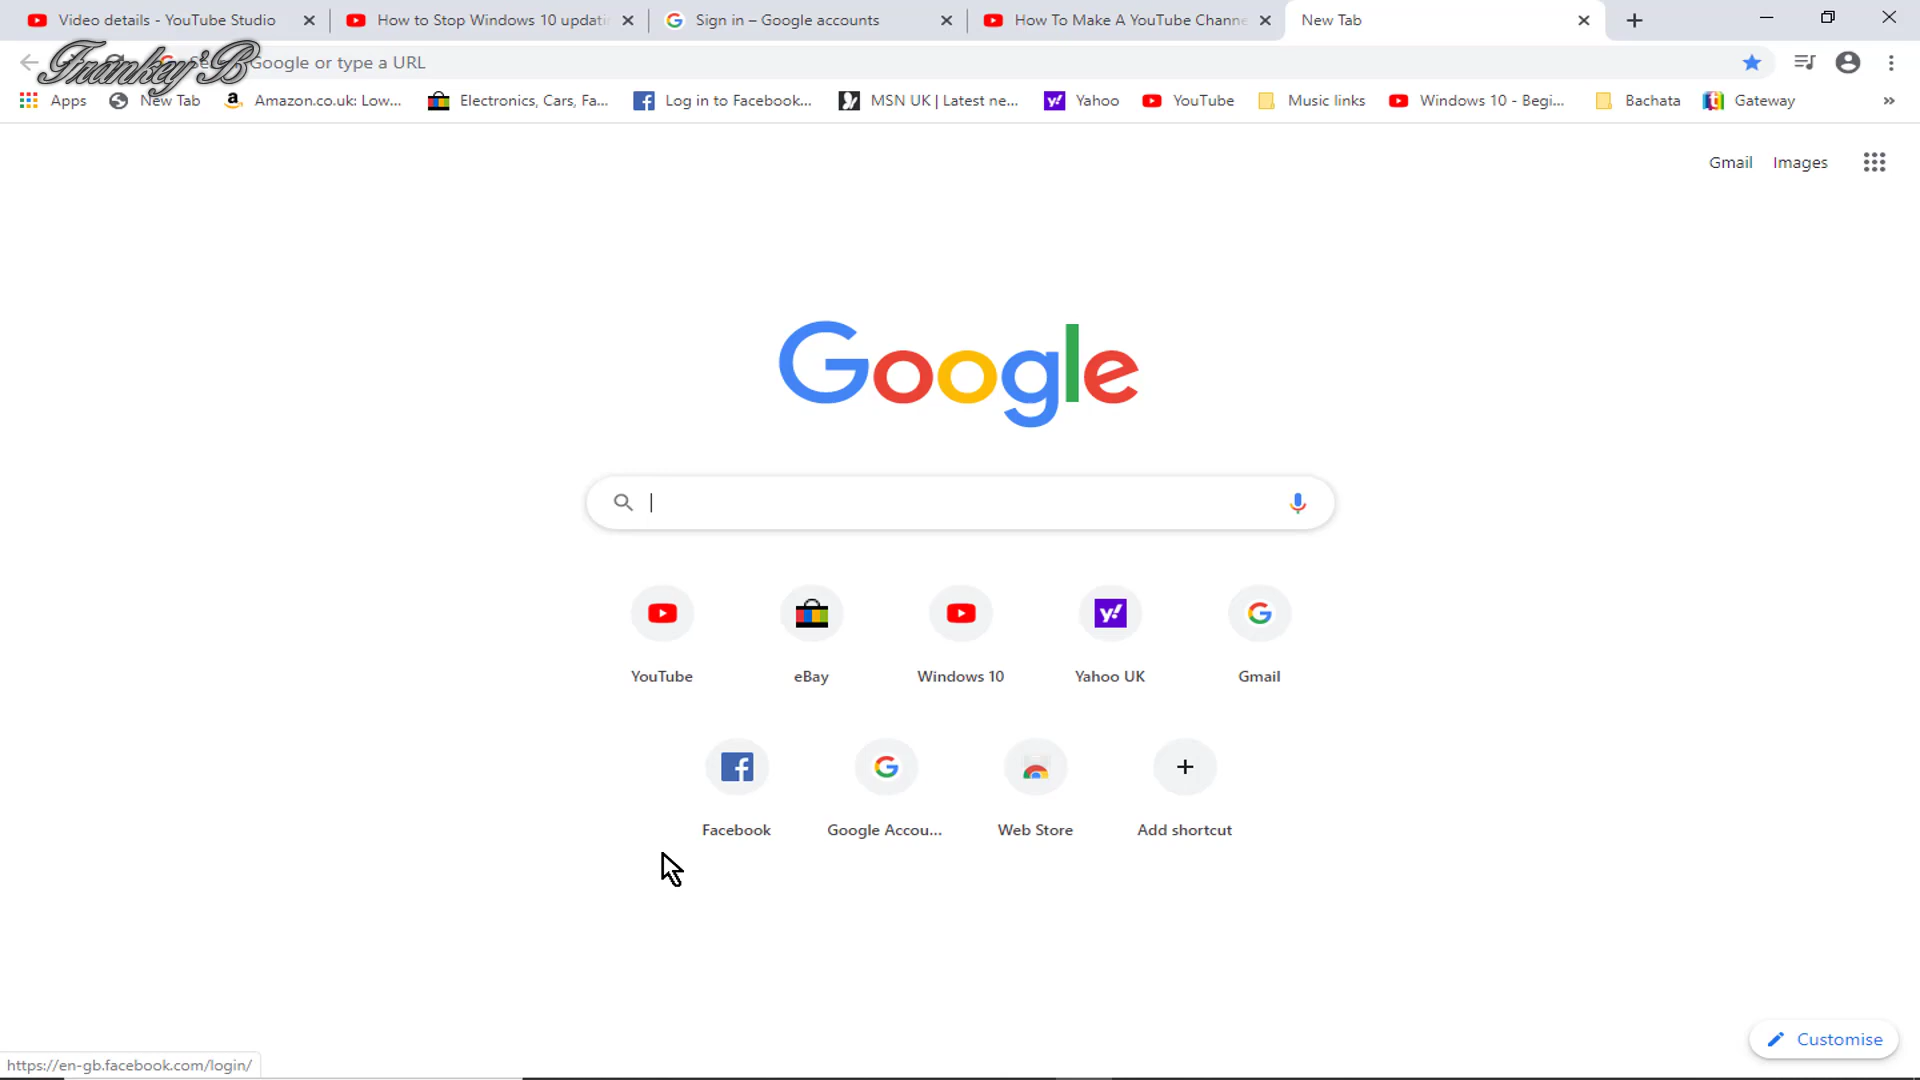 Video details - YouTube Studio
How to Stop Windows 10 updatin
Sign in – Google accounts
How To Make A YouTube Channe
New Tab
Frankey'B
Google or type a URL
Apps
New Tab
Amazon.co.uk: Low...
Electronics, Cars, Fa...
Log in to Facebook...
MSN UK | Latest ne...
Yahoo
YouTube
Music links
Windows 10 - Begi...
Bachata
Gateway
Gmail
Images
Google
YouTube
eBay
Windows 10
Yahoo UK
Gmail
Facebook
Google Accou...
Web Store
Add shortcut
Customise
https://en-gb.facebook.com/login/